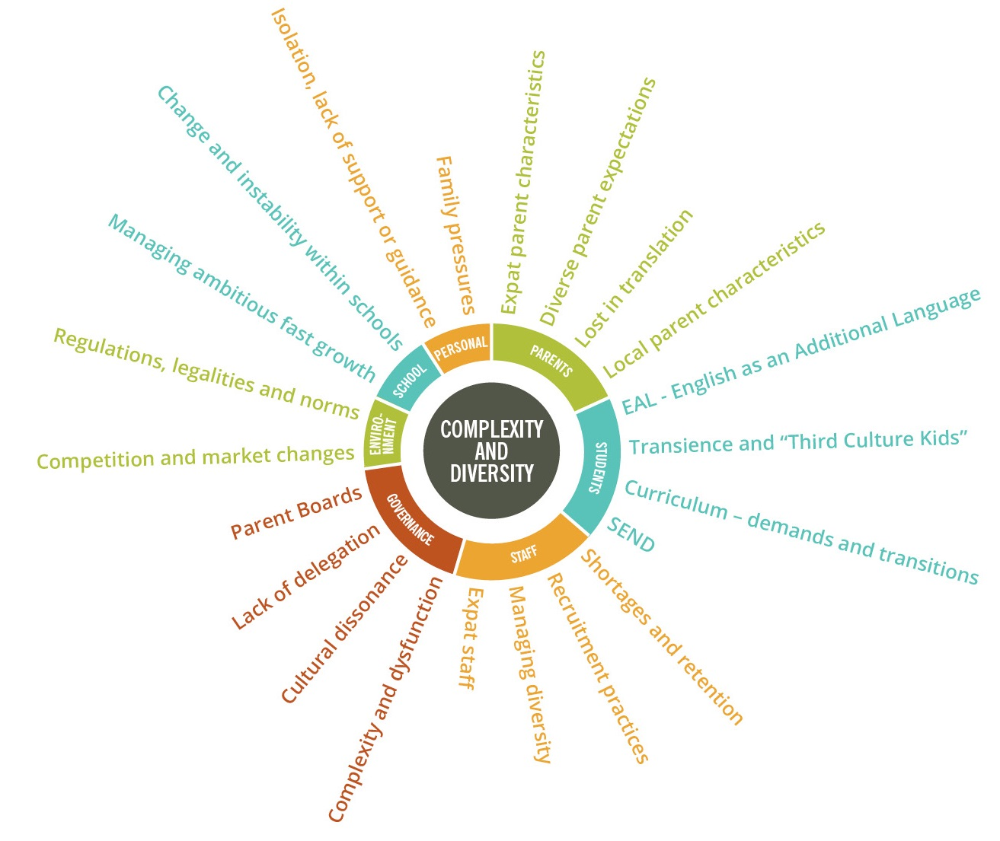 COMPLEXITY
AND
DIVERSITY
PARENTS
Expat parent characteristics
Diverse parent expectations
Lost in translation
Local parent characteristics
STUDENTS
EAL - English as an Additional Language
Transience and “Third Culture Kids”
Curriculum – demands and transitions
SEND
STAFF
Shortages and retention
Recruitment practices
Managing diversity
Expat staff
GOVERNANCE
Complexity and dysfunction
Cultural dissonance
Lack of delegation
Parent Boards
ENVIRO-
NMENT
Competition and market changes
Regulations, legalities and norms
SCHOOL
Managing ambitious fast growth
Change and instability within schools
PERSONAL
Isolation, lack of support or guidance
Family pressures